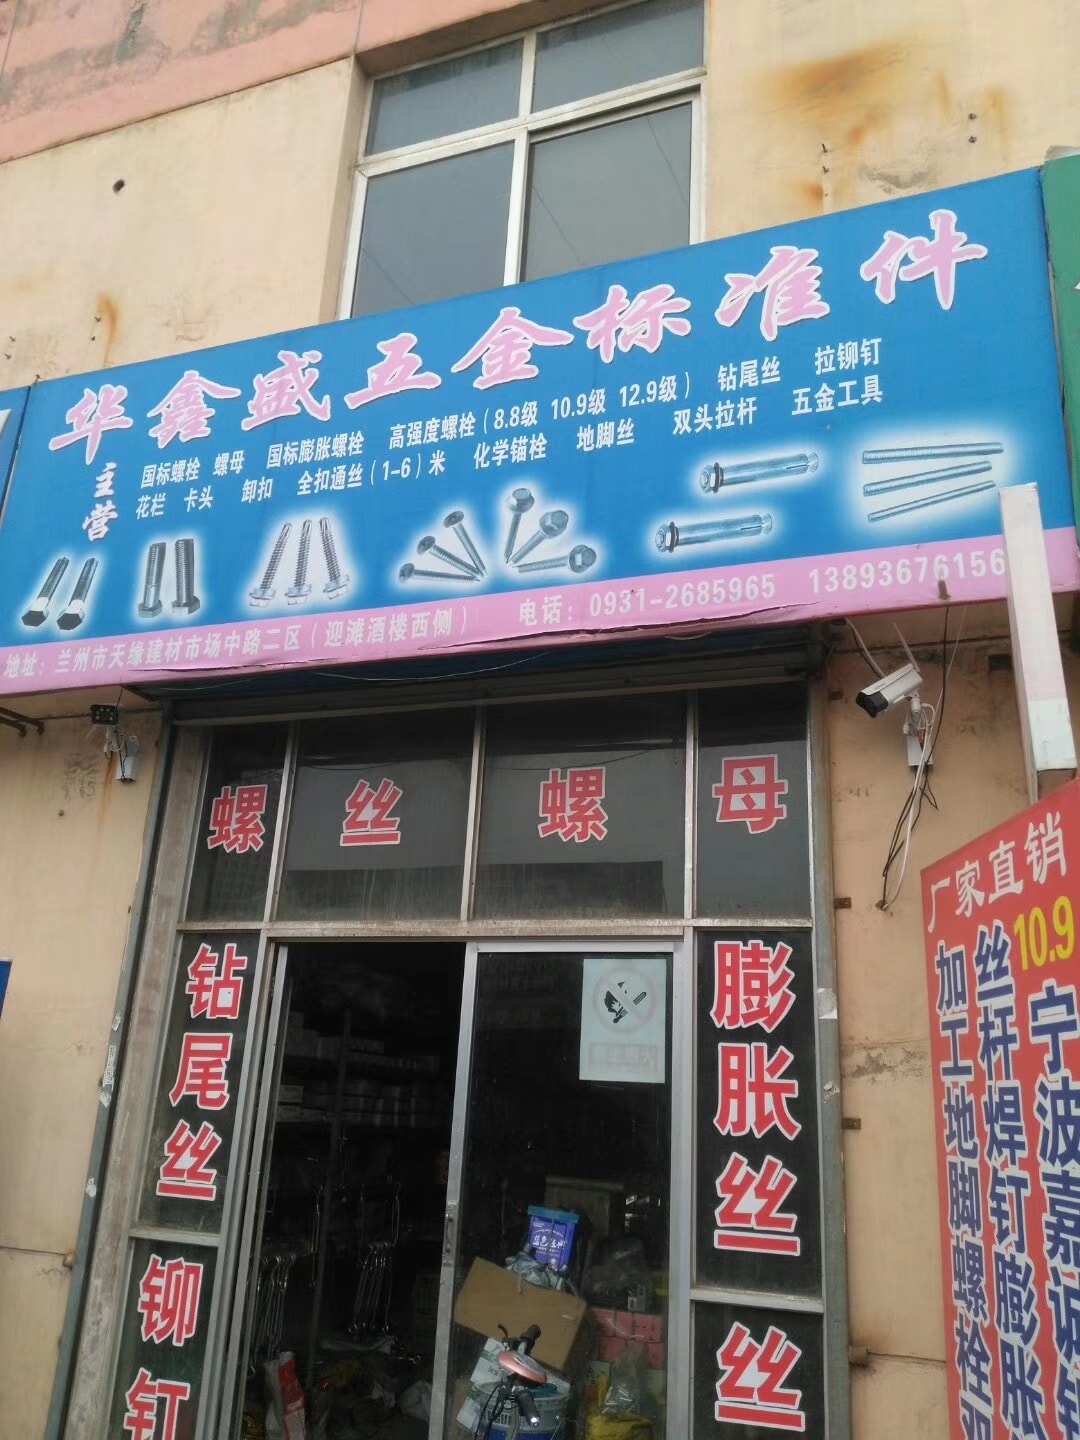 华鑫盛五金标准件
主营
国标螺栓 螺母 国标膨胀螺栓 高强度螺栓(8.8级 10.9级 12.9级) 钻尾丝 拉铆钉
花栏 卡头 卸扣 全扣通丝(1-6)米 化学锚栓 地脚丝 双头拉杆 五金工具
地址：兰州市天缘建材市场中路二区(迎滩酒楼西侧) 电话：0931-2685965 13893676156
螺丝螺母
钻尾丝
铆钉
膨胀丝
丝
厂家直销
10.9
宁波嘉诚
丝杆焊钉膨胀
加工地脚螺栓双